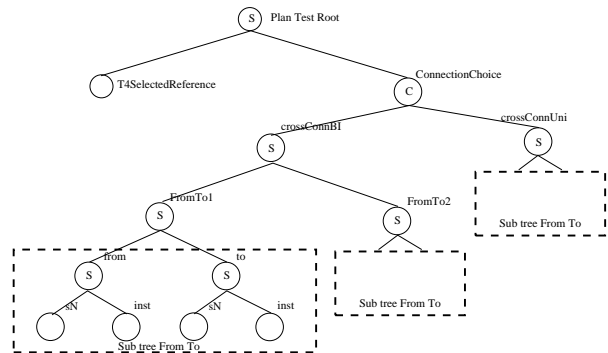 S Plan Test Root
T4SelectedReference
ConnectionChoice
C
crossConnBI
crossConnUni
S
S
FromTo1
FromTo2
S
S
Sub tree From To
from
to
S
S
sN
inst
sN
inst
Sub tree From To
Sub tree From To